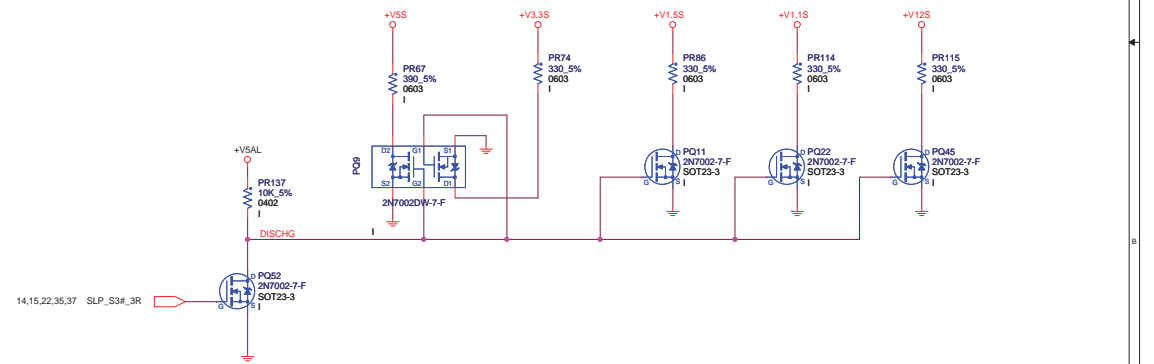 +V5S
+V3.3S
+V1.5S
+V1.1S
+V12S
PR67
390_5%
0603
I
PR74
330_5%
0603
I
PR86
330_5%
0603
I
PR114
330_5%
0603
I
PR115
330_5%
0603
I
+V5AL
PR137
10K_5%
0402
I
PQ9
D2
G1
S1
S2
G2
D1
2N7002DW-7-F
I
PQ11
2N7002-7-F
SOT23-3
I
D
G
S
PQ22
2N7002-7-F
SOT23-3
I
D
G
S
PQ45
2N7002-7-F
SOT23-3
I
D
G
S
DISCHG
B
PQ52
2N7002-7-F
SOT23-3
I
D
G
S
14,15,22,35,37 SLP_S3#_3R